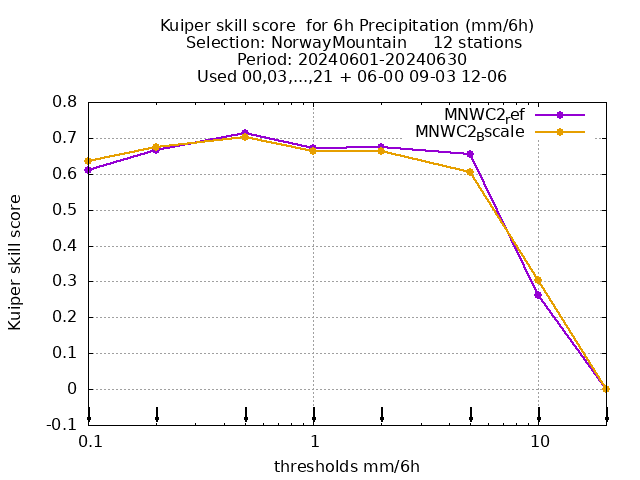 Kuiper skill score  for 6h Precipitation (mm/6h)
Selection: NorwayMountain     12 stations
Period: 20240601-20240630
Used 00,03,...,21 + 06-00 09-03 12-06
MNWC2ref
MNWC2Bscale
Kuiper skill score
0.8
0.7
0.6
0.5
0.4
0.3
0.2
0.1
0
-0.1
0.1 1 10
thresholds mm/6h